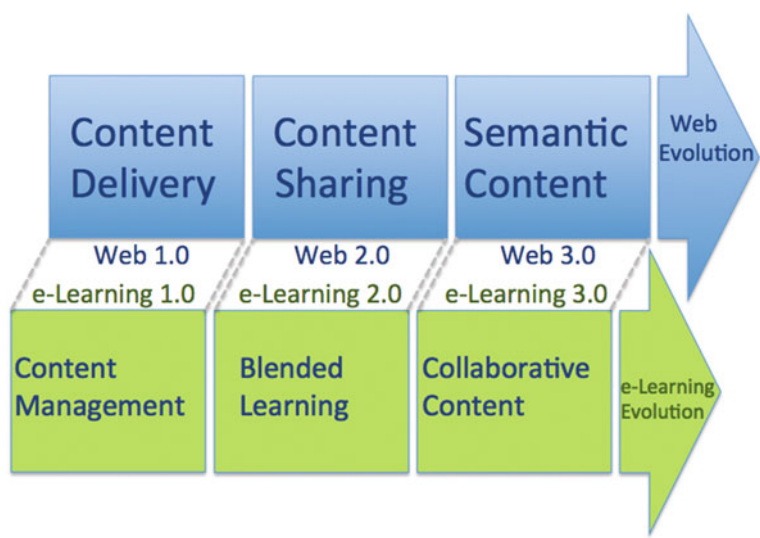 Content
Delivery
Content
Sharing
Semantic
Content
Web
Evolution
Web 1.0
Web 2.0
Web 3.0
e-Learning 1.0
e-Learning 2.0
e-Learning 3.0
Content
Management
Blended
Learning
Collaborative
Content
e-Learning
Evolution